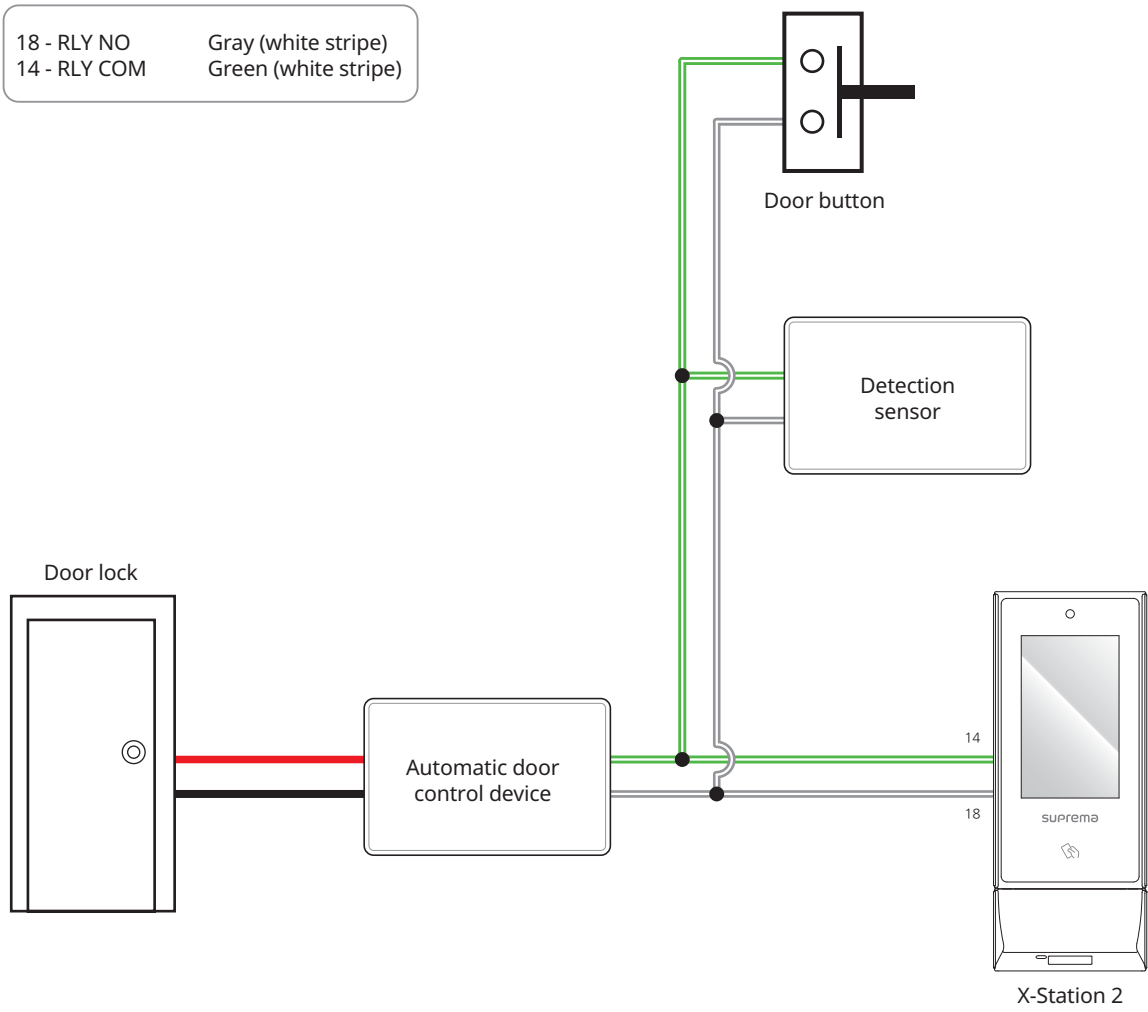 18 - RLY NO Gray (white stripe)
14 - RLY COM Green (white stripe)
Door button
Detection
sensor
Door lock
Automatic door
control device
14
18
suprema
X-Station 2